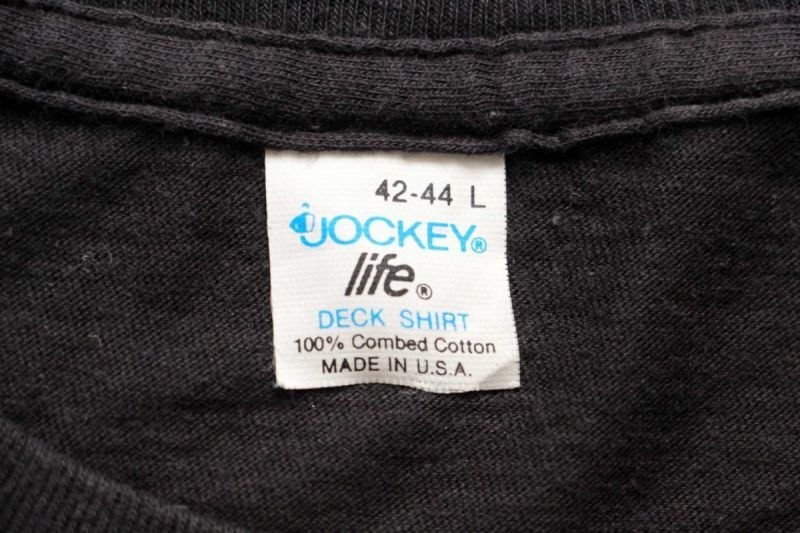 42-44 L
JOCKEY®
life®
DECK SHIRT
100% Combed Cotton
MADE IN U.S.A.